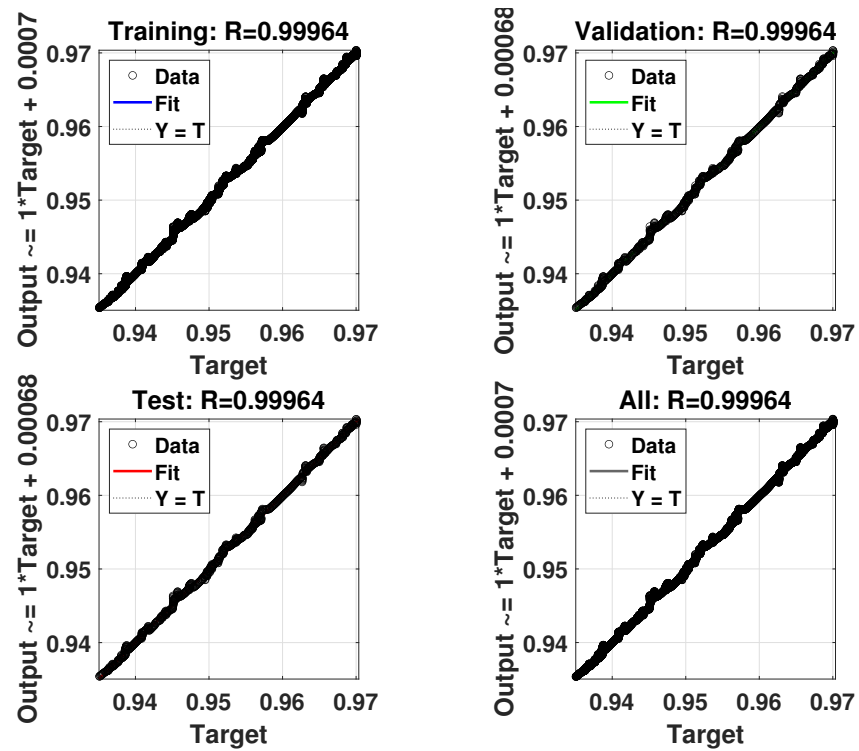 Training: R=0.99964
Output ~= 1*Target + 0.0007
0.97
0.96
0.95
0.94
Data
Fit
Y = T
0.94 0.95 0.96 0.97
Target
Validation: R=0.99964
Output ~= 1*Target + 0.00068
0.97
0.96
0.95
0.94
Data
Fit
Y = T
0.94 0.95 0.96 0.97
Target
Test: R=0.99964
Output ~= 1*Target + 0.00068
0.97
0.96
0.95
0.94
Data
Fit
Y = T
0.94 0.95 0.96 0.97
Target
All: R=0.99964
Output ~= 1*Target + 0.0007
0.97
0.96
0.95
0.94
Data
Fit
Y = T
0.94 0.95 0.96 0.97
Target